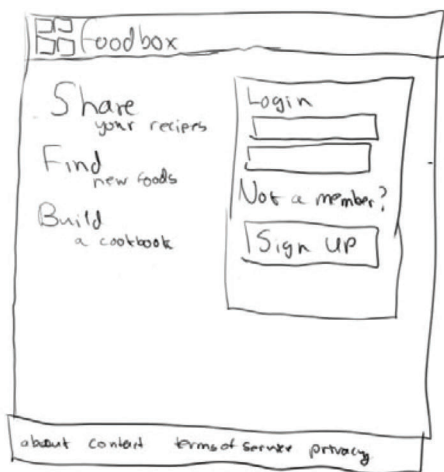 Foodbox
Share
your recipes
Find
new foods
Build
a cookbook
Login
Not a member?
Sign up
about contact terms of service privacy